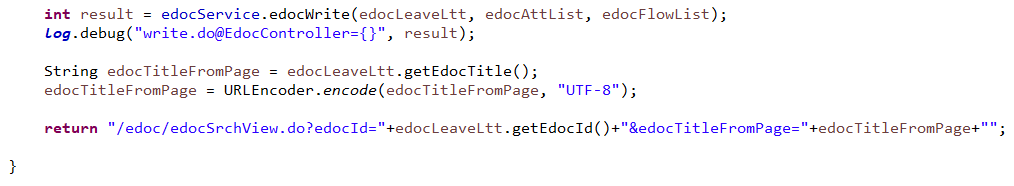 int result = edocService.edocWrite(edocLeaveLtt, edocAttList, edocFlowList);
log.debug("write.do@EdocController={}", result);
String edocTitleFromPage = edocLeaveLtt.getEdocTitle();
edocTitleFromPage = URLEncoder.encode(edocTitleFromPage, "UTF-8");
return "/edoc/edocSrchView.do?edocId="+edocLeaveLtt.getEdocId()+"&edocTitleFromPage="+edocTitleFromPage+"";
}